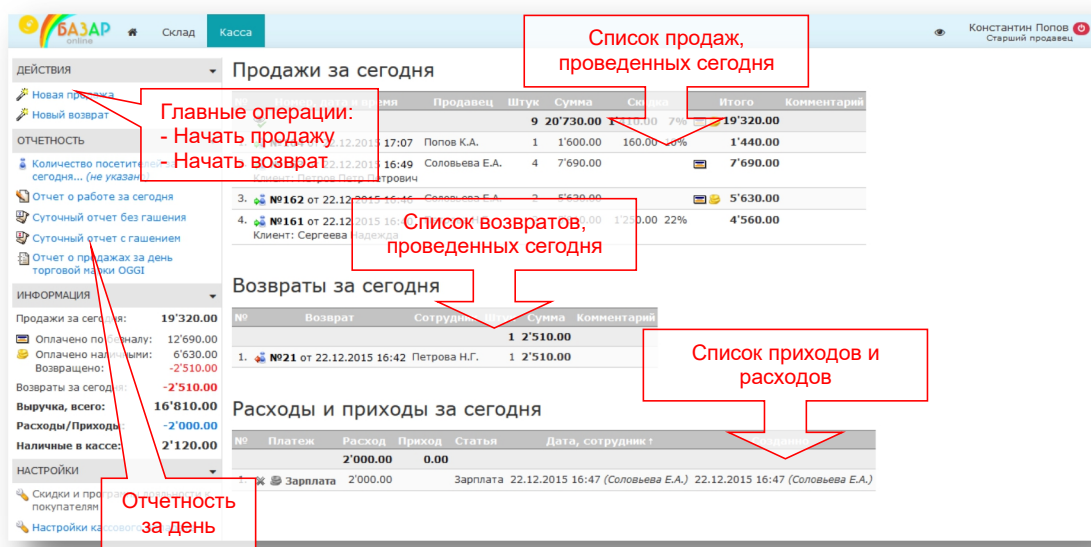 БАЗАР
online
Склад
Касса
Константин Попов
Старший продавец
ДЕЙСТВИЯ
Новая продажа
Новый возврат
ОТЧЕТНОСТЬ
Количество посетителей
сегодня... (не указано)
Отчет о работе за сегодня
Суточный отчет без гашения
Суточный отчет с гашением
Отчет о продажах за день
торговой марки OGGI
ИНФОРМАЦИЯ
Продажи за сегодня: 19'320.00
Оплачено по безналу: 12'690.00
Оплачено наличными: 6'630.00
Возвращено: -2'510.00
Возвраты за сегодня: -2'510.00
Выручка, всего: 16'810.00
Расходы/Приходы: -2'000.00
Наличные в кассе: 2'120.00
НАСТРОЙКИ
Скидки и
покупателям
Настройки
Главные операции:
- Начать продажу
- Начать возврат
Отчетность
за день
Список продаж,
проведенных сегодня
Продажи за сегодня
Продавец Штук Сумма Скидка Итого Комментарий
9 20'730.00 7% 19'320.00
22.12.2015 17:07 Попов К.А. 1 1'600.00 160.00 10% 1'440.00
22.12.2015 16:49 Соловьева Е.А. 4 7'690.00 7'690.00
Клиент: Петров Петр Петрович
3. №162 от 22.12.2015 16:46 Соловьева Е.А. 2 5'630.00 5'630.00
4. №161 от 22.12.2015 1'250.00 22% 4'560.00
Клиент: Сергеева Надежда
Список возвратов,
проведенных сегодня
Возвраты за сегодня
№ Возврат Сумма Комментарий
1 2'510.00
1. №21 от 22.12.2015 16:42 Петрова Н.Г. 1 2'510.00
Список приходов и
расходов
Расходы и приходы за сегодня
№ Платеж Расход Приход Статья Дата, сотрудник↑
2'000.00 0.00
1. Зарплата 2'000.00 Зарплата 22.12.2015 16:47 (Соловьева Е.А.) 22.12.2015 16:47 (Соловьева Е.А.)